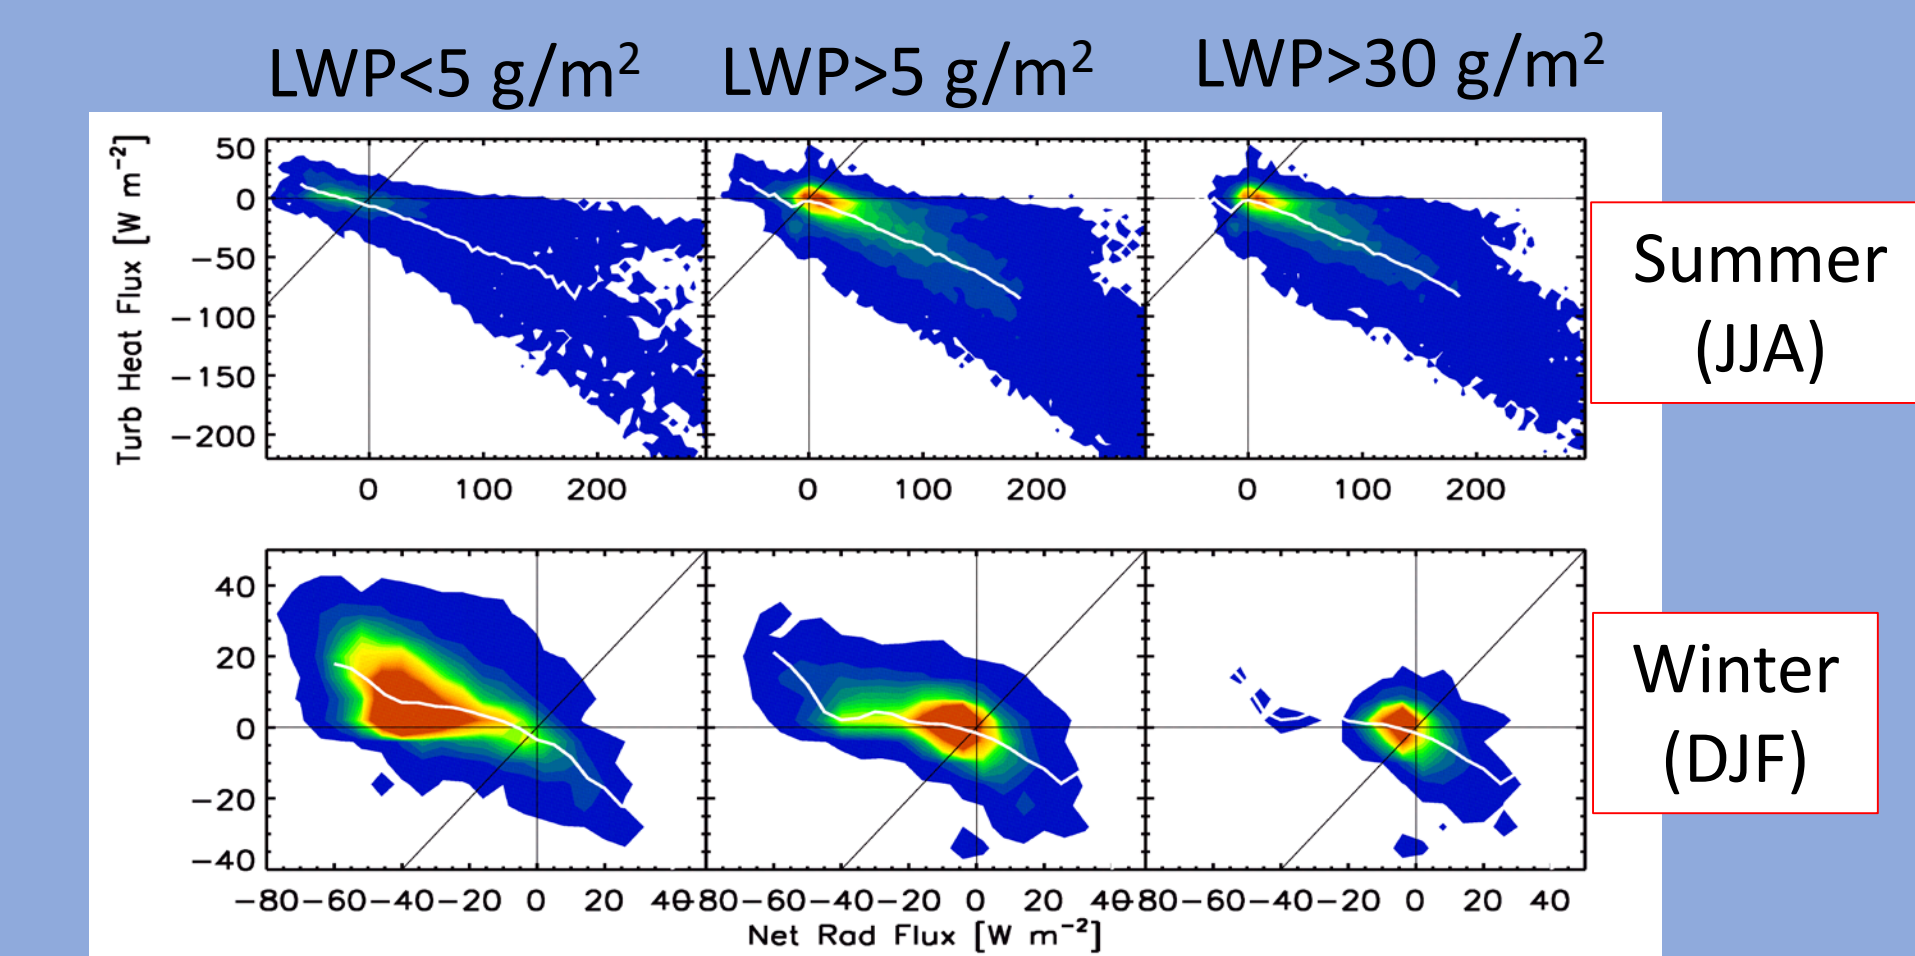 LWP<5 g/m²
LWP>5 g/m²
LWP>30 g/m²
Turb Heat Flux [W m⁻²]
50
0
−50
−100
−150
−200
0 100 200
0 100 200
0 100 200
Summer
(JJA)
40
20
0
−20
−40
−80 −60 −40 −20 0 20 40
−80 −60 −40 −20 0 20 40
−80 −60 −40 −20 0 20 40
Net Rad Flux [W m⁻²]
Winter
(DJF)